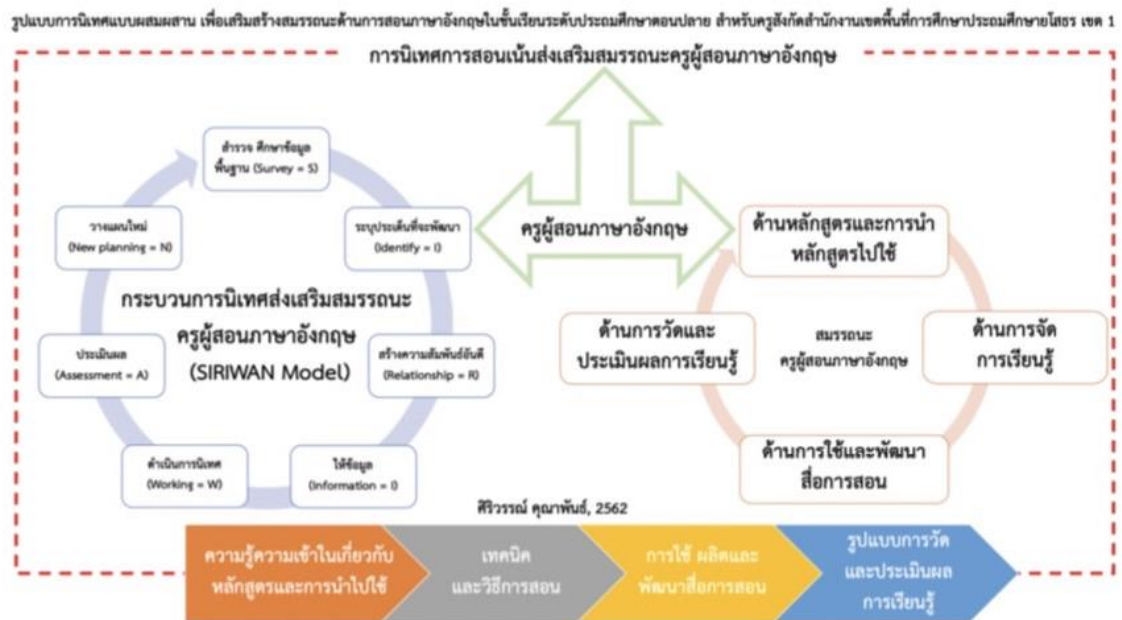 รูปแบบการนิเทศแบบผสมผสาน เพื่อเสริมสร้างสมรรถนะด้านการสอนภาษาอังกฤษในชั้นเรียนระดับประถมศึกษาตอนปลาย สำหรับครูสังกัดสำนักงานเขตพื้นที่การศึกษาประถมศึกษายโสธร เขต 1
การนิเทศการสอนเน้นส่งเสริมสมรรถนะครูผู้สอนภาษาอังกฤษ
สำรวจ ศึกษาข้อมูล
พื้นฐาน (Survey = S)
ระบุประเด็นที่จะพัฒนา
(Identify = I)
สร้างความสัมพันธ์อันดี
(Relationship = R)
ให้ข้อมูล
(Information = I)
ดำเนินการนิเทศ
(Working = W)
ประเมินผล
(Assessment = A)
วางแผนใหม่
(New planning = N)
กระบวนการนิเทศส่งเสริมสมรรถนะ
ครูผู้สอนภาษาอังกฤษ
(SIRIWAN Model)
ครูผู้สอนภาษาอังกฤษ
ด้านหลักสูตรและการนำ
หลักสูตรไปใช้
ด้านการจัด
การเรียนรู้
ด้านการใช้และพัฒนา
สื่อการสอน
ด้านการวัดและ
ประเมินผลการเรียนรู้
สมรรถนะ
ครูผู้สอนภาษาอังกฤษ
ศิริวรรณ์ คุณาพันธ์, 2562
ความรู้ความเข้าในเกี่ยวกับ
หลักสูตรและการนำไปใช้
เทคนิค
และวิธีการสอน
การใช้ ผลิตและ
พัฒนาสื่อการสอน
รูปแบบการวัด
และประเมินผล
การเรียนรู้